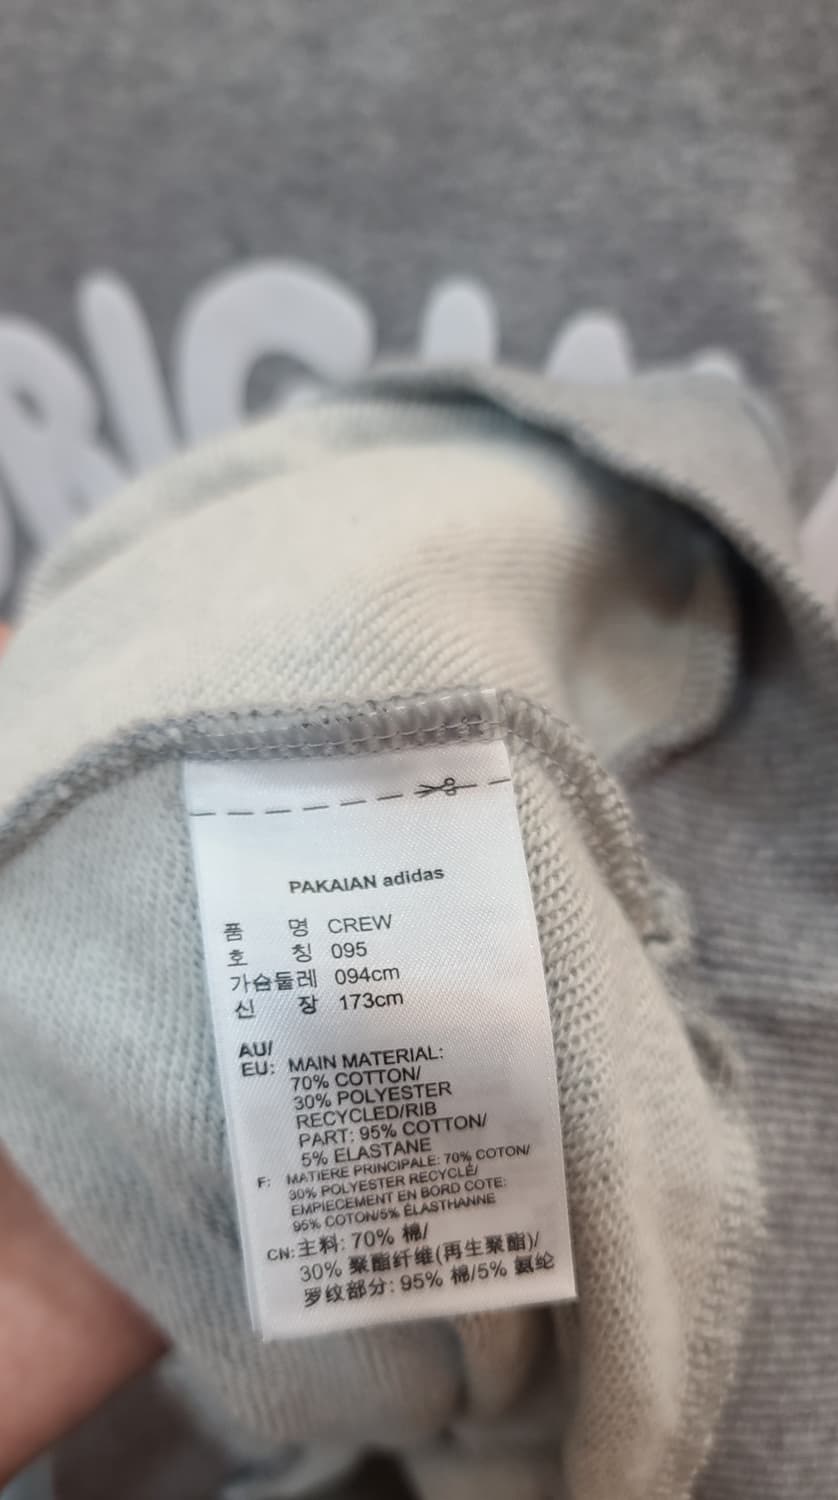 RIGIN
PAKAIAN adidas
품 명 CREW
호 칭 095
가슴둘레 094cm
신 장 173cm
AU/
EU: MAIN MATERIAL:
70% COTTON/
30% POLYESTER
RECYCLED/RIB
PART: 95% COTTON/
5% ELASTANE
F: MATIERE PRINCIPALE: 70% COTON/
30% POLYESTER RECYCLÉ/
EMPIECEMENT EN BORD COTE:
95% COTON/5% ÉLASTHANNE
CN: 主料: 70% 棉/
30% 聚酯纤维(再生聚酯)/
罗纹部分: 95% 棉/5% 氨纶